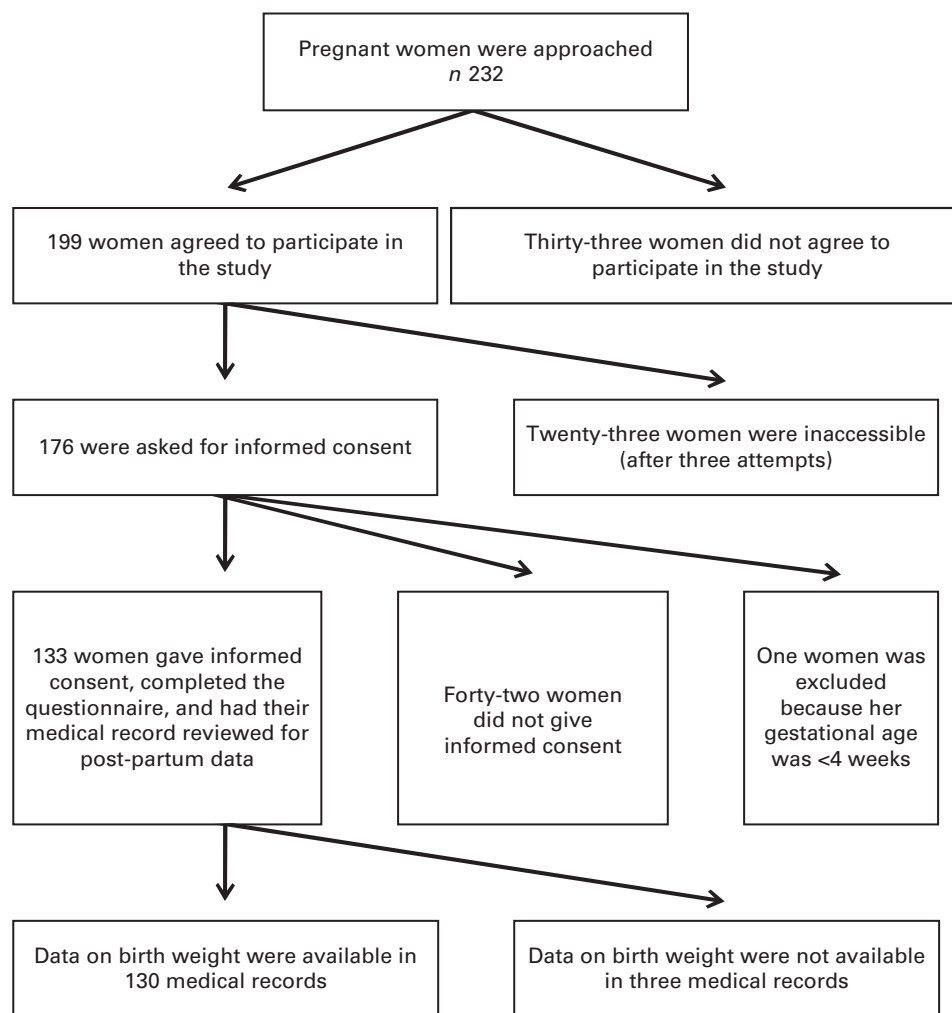 Pregnant women were approached
n 232
199 women agreed to participate in
the study
Thirty-three women did not agree to
participate in the study
176 were asked for informed consent
Twenty-three women were inaccessible
(after three attempts)
133 women gave informed
consent, completed the
questionnaire, and had their
medical record reviewed for
post-partum data
Forty-two women
did not give
informed consent
One women was
excluded
because her
gestational age
was <4 weeks
Data on birth weight were available in
130 medical records
Data on birth weight were not available
in three medical records